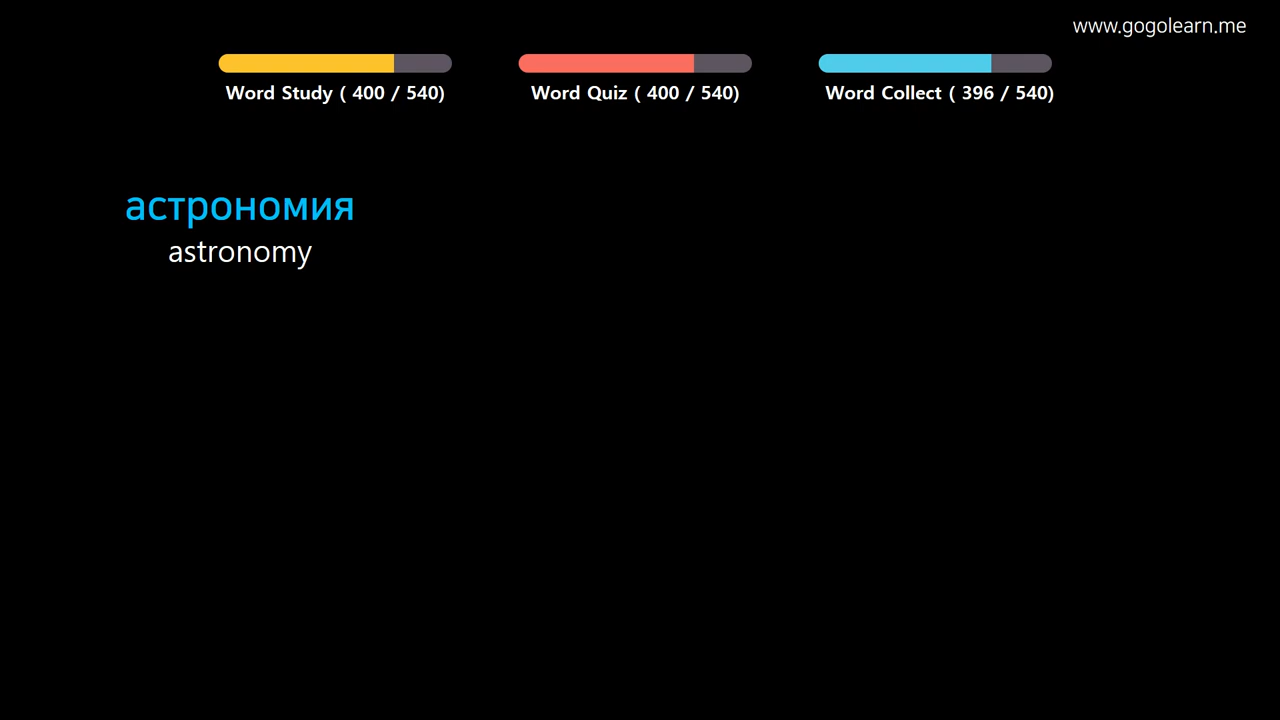 www.gogolearn.me
Word Study ( 400 / 540)
Word Quiz ( 400 / 540)
Word Collect ( 396 / 540)
астрономия
astronomy